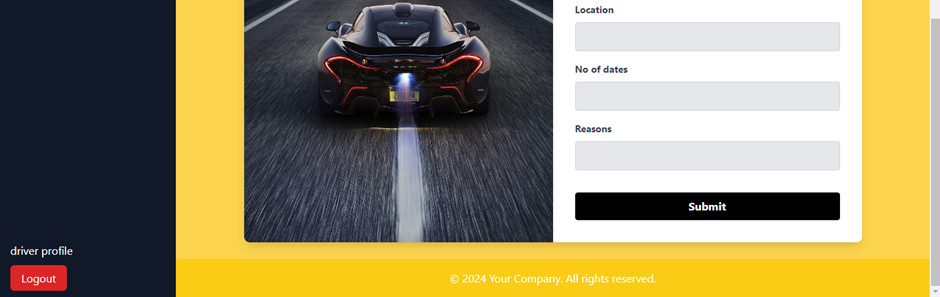 Location
No of dates
Reasons
Submit
driver profile
Logout
© 2024 Your Company. All rights reserved.